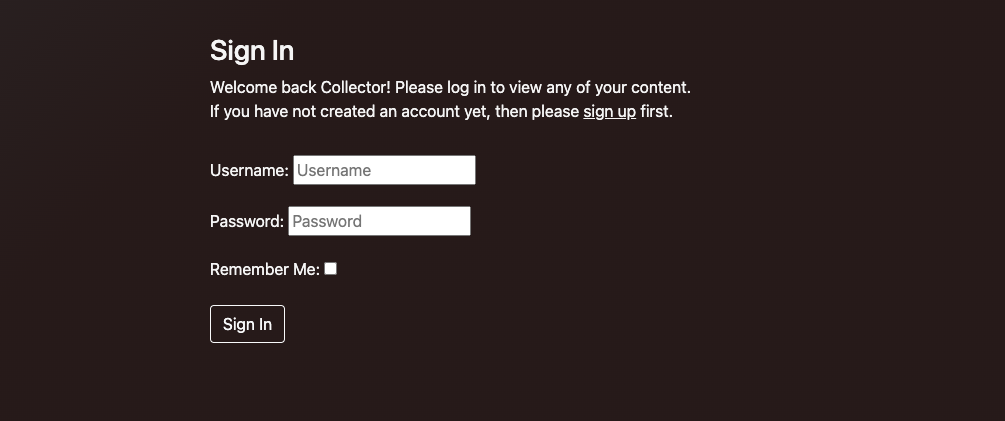 Sign In
Welcome back Collector! Please log in to view any of your content.
If you have not created an account yet, then please sign up first.
Username: Username
Password: Password
Remember Me:
Sign In